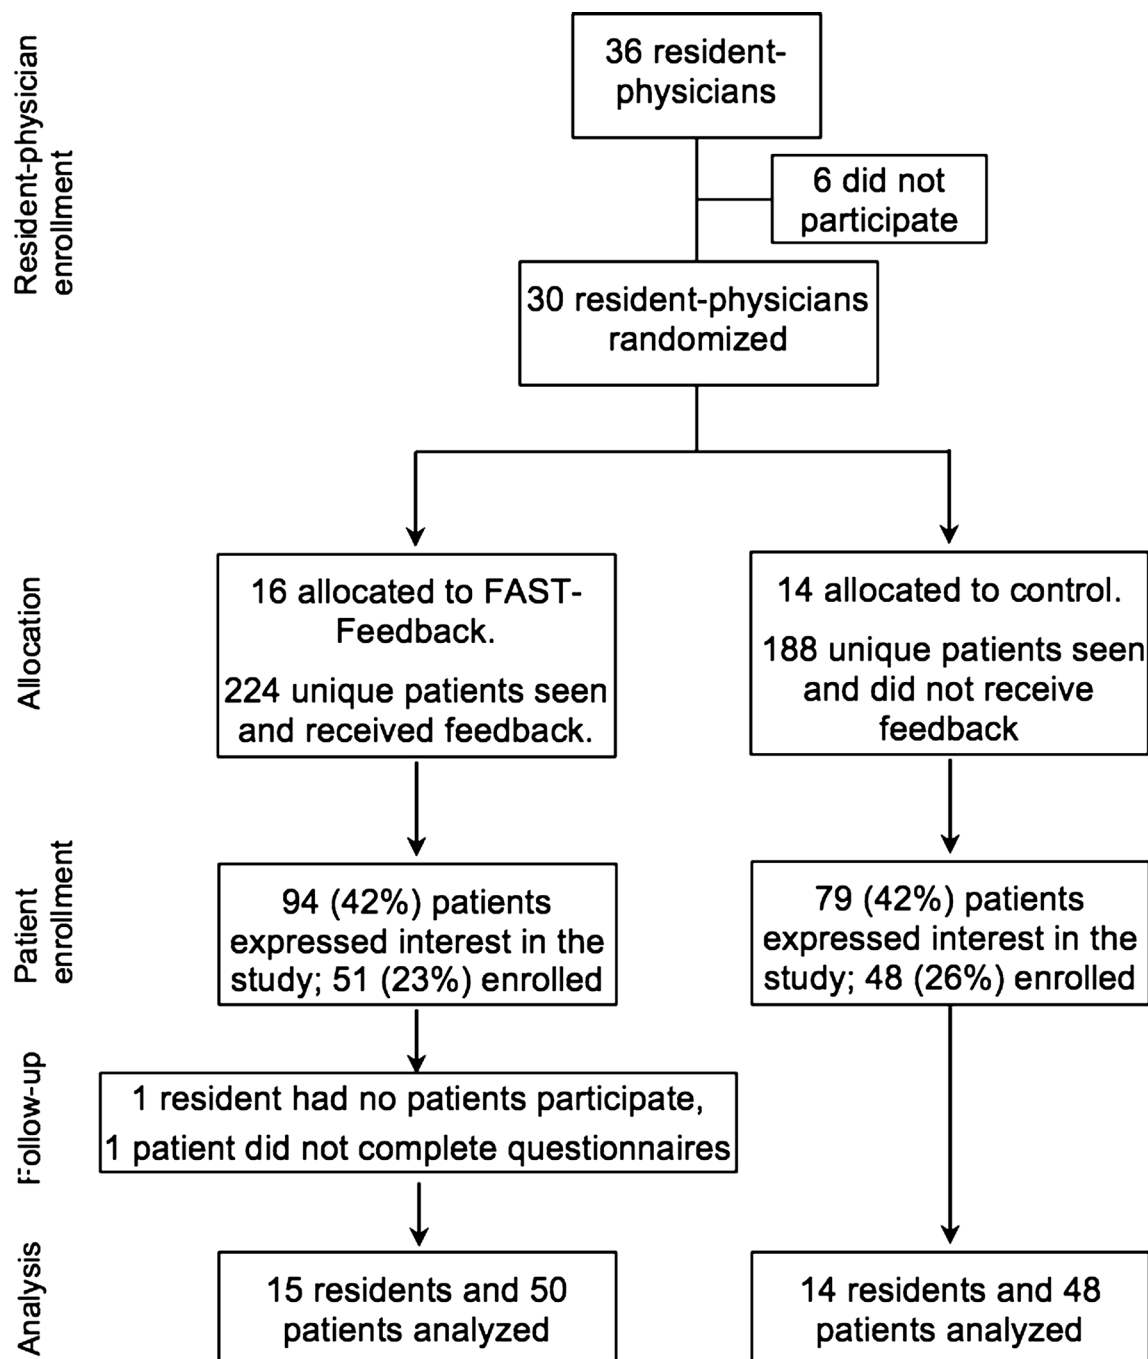 36 resident-
physicians
6 did not
participate
30 resident-physicians
randomized
Resident-physician
enrollment
16 allocated to FAST-
Feedback.
224 unique patients seen
and received feedback.
14 allocated to control.
188 unique patients seen
and did not receive
feedback
Allocation
94 (42%) patients
expressed interest in the
study; 51 (23%) enrolled
79 (42%) patients
expressed interest in the
study; 48 (26%) enrolled
Patient
enrollment
1 resident had no patients participate,
1 patient did not complete questionnaires
Follow-up
15 residents and 50
patients analyzed
14 residents and 48
patients analyzed
Analysis